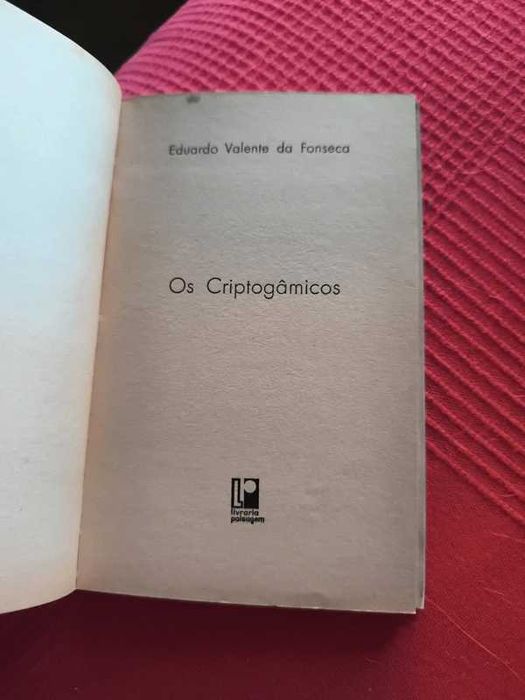 Eduardo Valente da Fonseca
Os Criptogâmicos
LP
livraria
paisagem